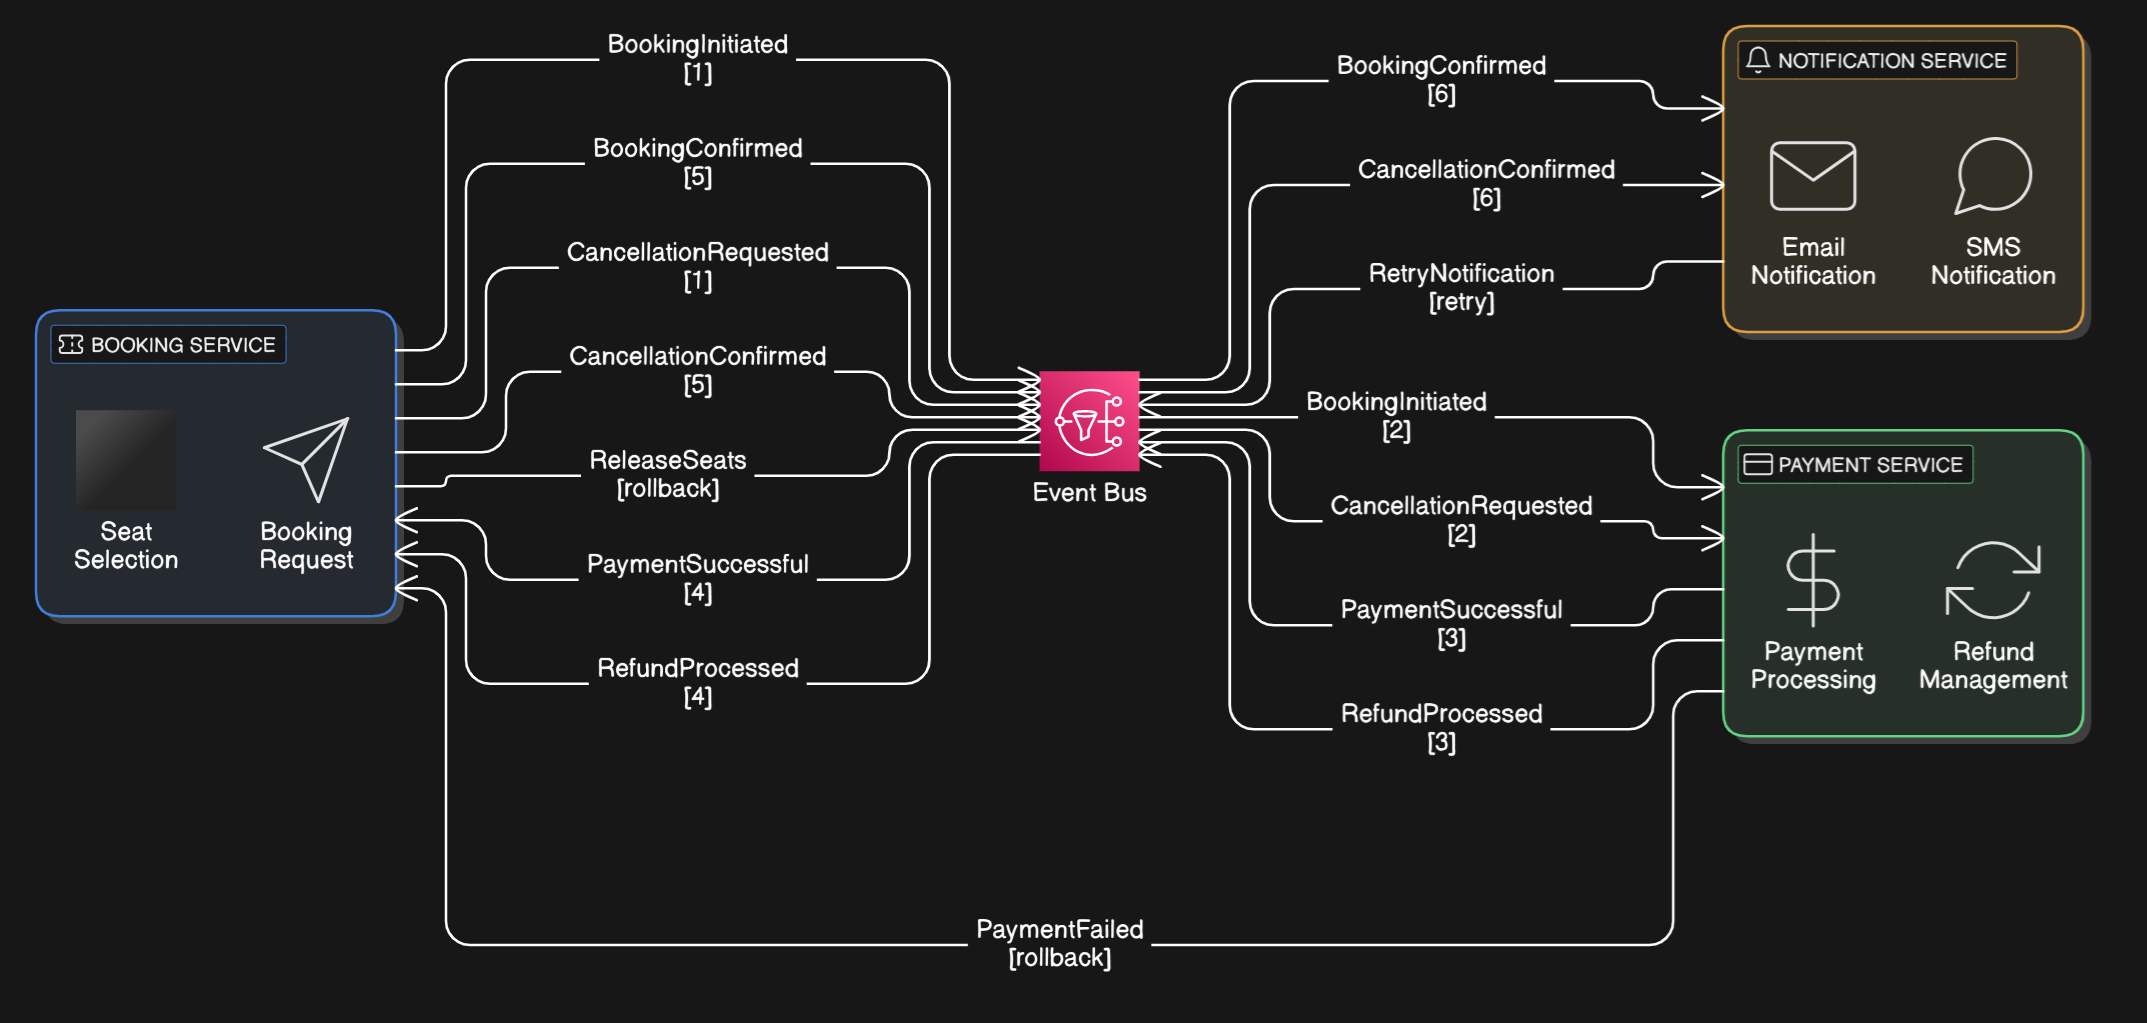 BookingInitiated
[1]
BookingConfirmed
[5]
CancellationRequested
[1]
CancellationConfirmed
[5]
ReleaseSeats
[rollback]
PaymentSuccessful
[4]
RefundProcessed
[4]
BOOKING SERVICE
Seat
Selection
Booking
Request
Event Bus
BookingConfirmed
[6]
CancellationConfirmed
[6]
RetryNotification
[retry]
BookingInitiated
[2]
CancellationRequested
[2]
PaymentSuccessful
[3]
RefundProcessed
[3]
NOTIFICATION SERVICE
Email
Notification
SMS
Notification
PAYMENT SERVICE
Payment
Processing
Refund
Management
PaymentFailed
[rollback]